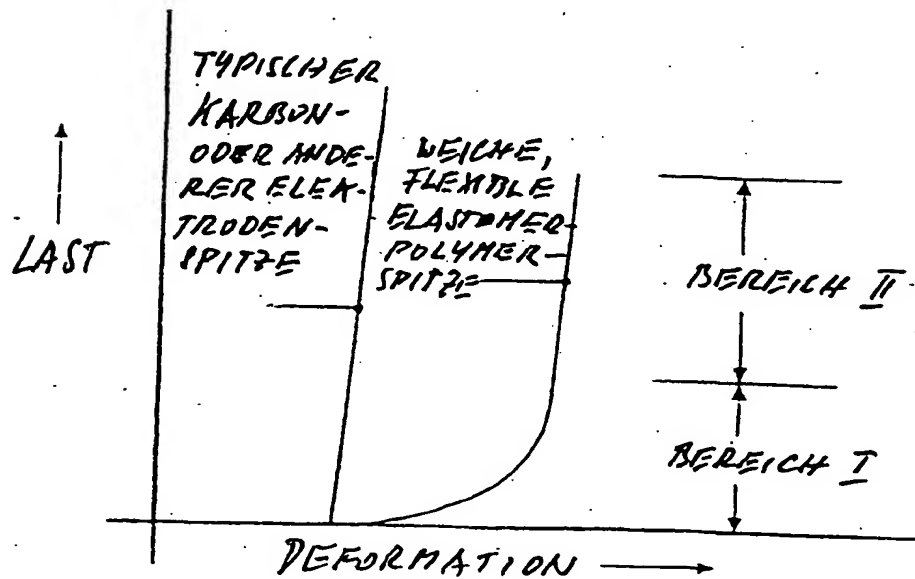 TYPISCHER
KARBON-
ODER ANDE-
RER ELEK-
TRODEN-
SPITZE
WEICHE,
FLEXIBLE
ELASTOMER-
POLYMER-
SPITZE
LAST
BEREICH II
BEREICH I
DEFORMATION